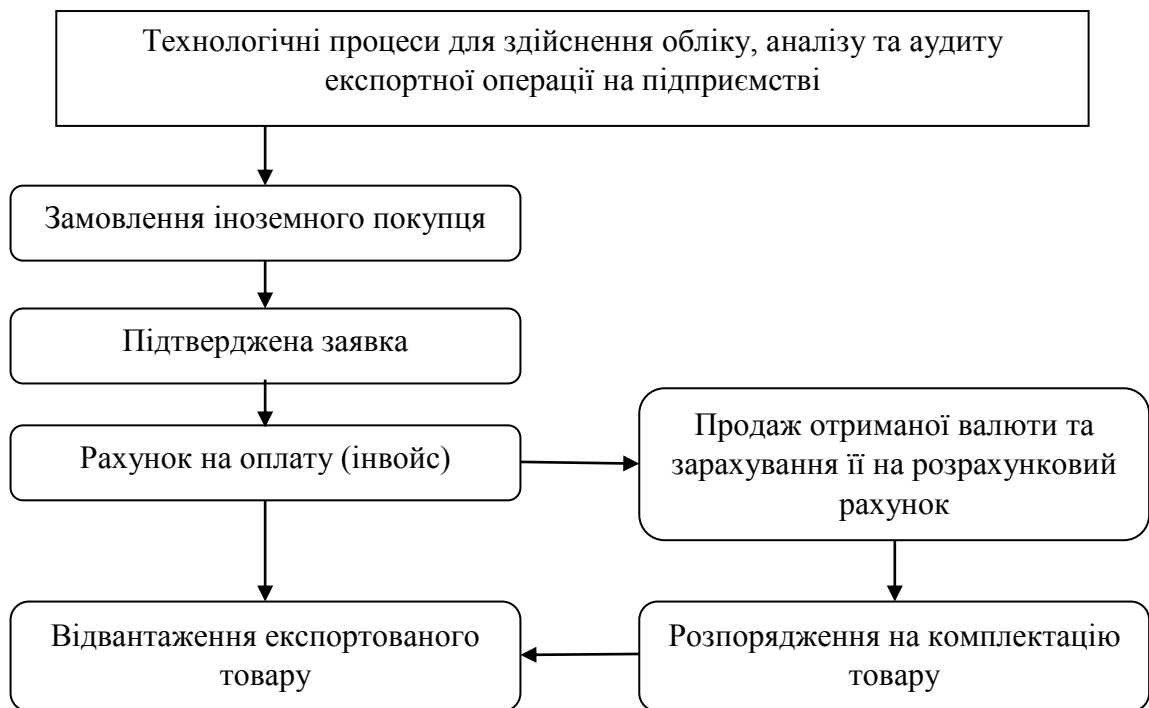 Технологічні процеси для здійснення обліку, аналізу та аудиту
експортної операції на підприємстві
Замовлення іноземного покупця
Підтверджена заявка
Рахунок на оплату (інвойс)
Продаж отриманої валюти та
зарахування її на розрахунковий
рахунок
Відвантаження експортованого
товару
Розпорядження на комплектацію
товару